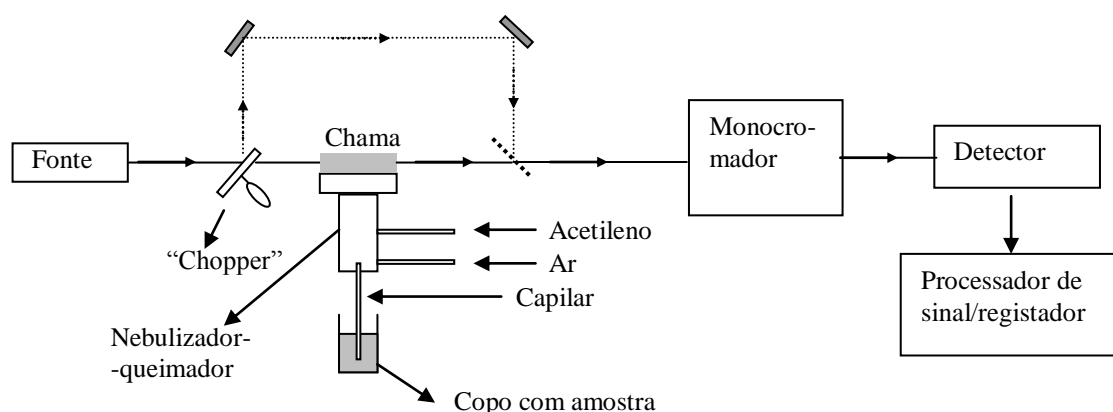 Fonte
Chama
Monocro-
mador
Detector
“Chopper”
Acetileno
Ar
Capilar
Nebulizador-
-queimador
Processador de
sinal/registador
Copo com amostra